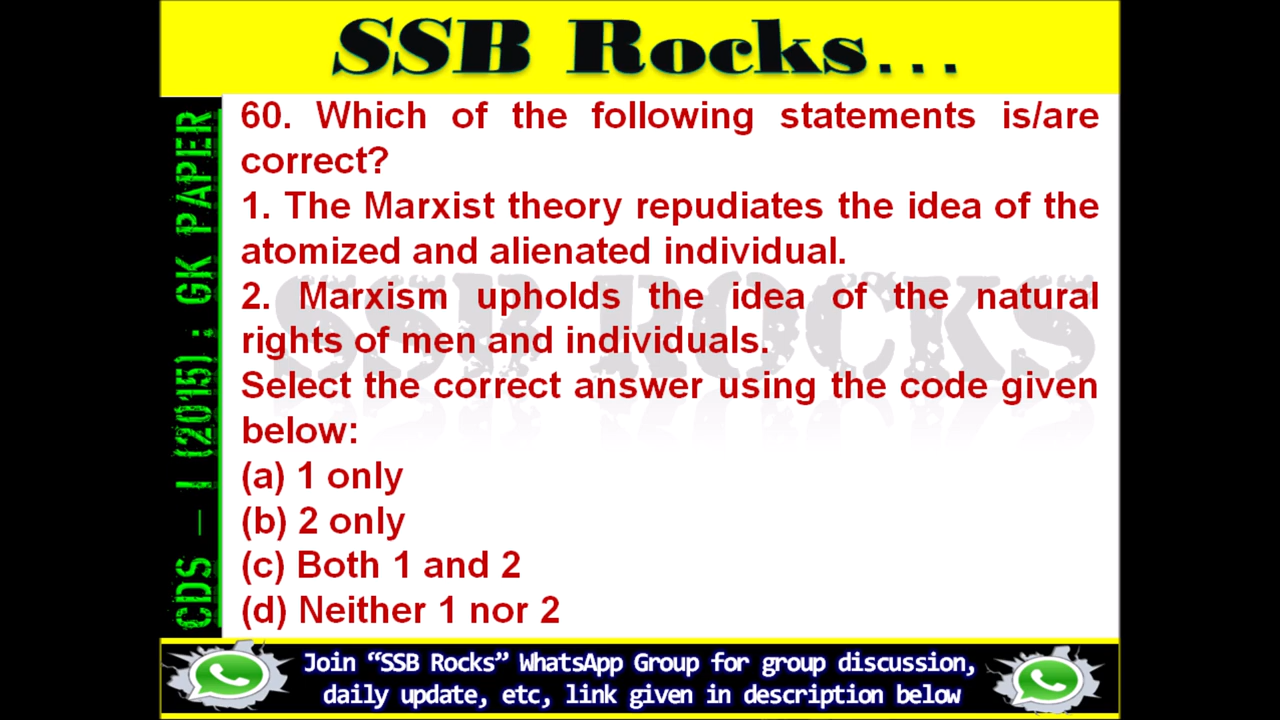 SSB Rocks...
CDS – I (2015) : GK PAPER
60. Which of the following statements is/are
correct?
1. The Marxist theory repudiates the idea of the
atomized and alienated individual.
2. Marxism upholds the idea of the natural
rights of men and individuals.
Select the correct answer using the code given
below:
(a) 1 only
(b) 2 only
(c) Both 1 and 2
(d) Neither 1 nor 2
SSB ROCKS
Join “SSB Rocks” WhatsApp Group for group discussion,
daily update, etc, link given in description below